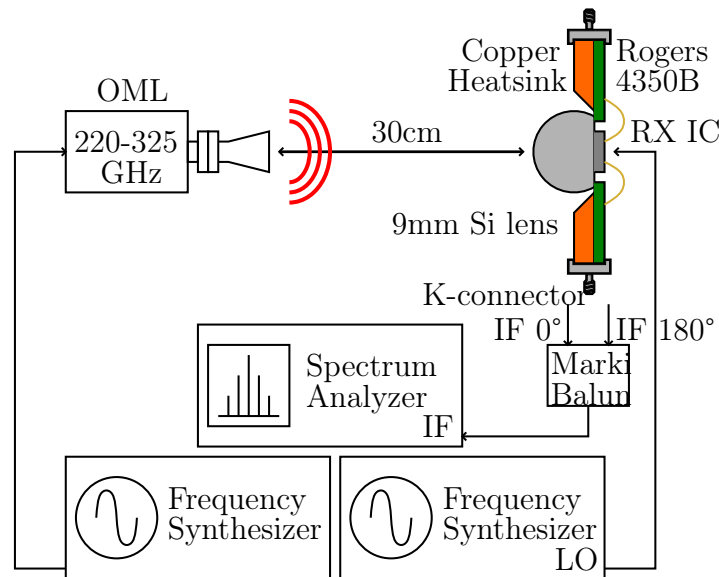 Copper
Heatsink
Rogers
4350B
OML
220-325
GHz
30cm
RX IC
9mm Si lens
K-connector
IF 0°
IF 180°
Marki
Balun
Spectrum
Analyzer
IF
Frequency
Synthesizer
Frequency
Synthesizer
LO